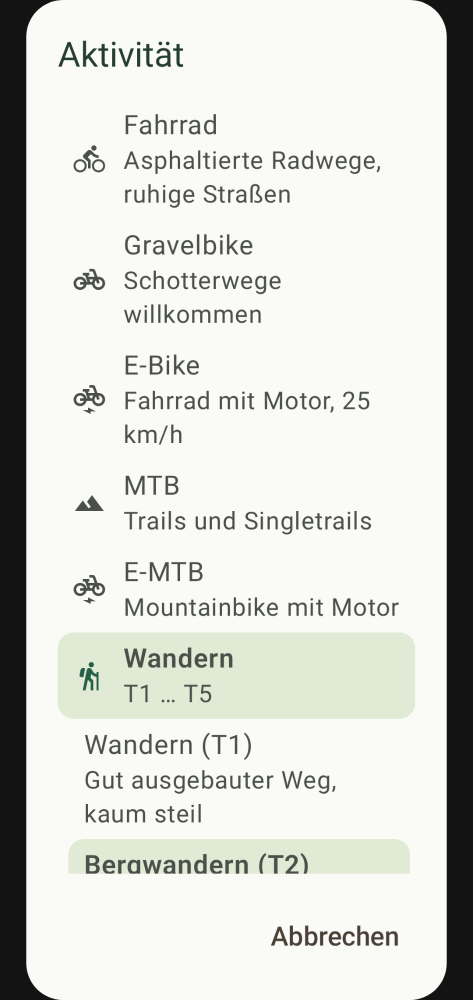 Aktivität
Fahrrad
Asphaltierte Radwege,
ruhige Straßen
Gravelbike
Schotterwege
willkommen
E-Bike
Fahrrad mit Motor, 25
km/h
MTB
Trails und Singletrails
E-MTB
Mountainbike mit Motor
Wandern
T1 … T5
Wandern (T1)
Gut ausgebauter Weg,
kaum steil
Bergwandern (T2)
Abbrechen